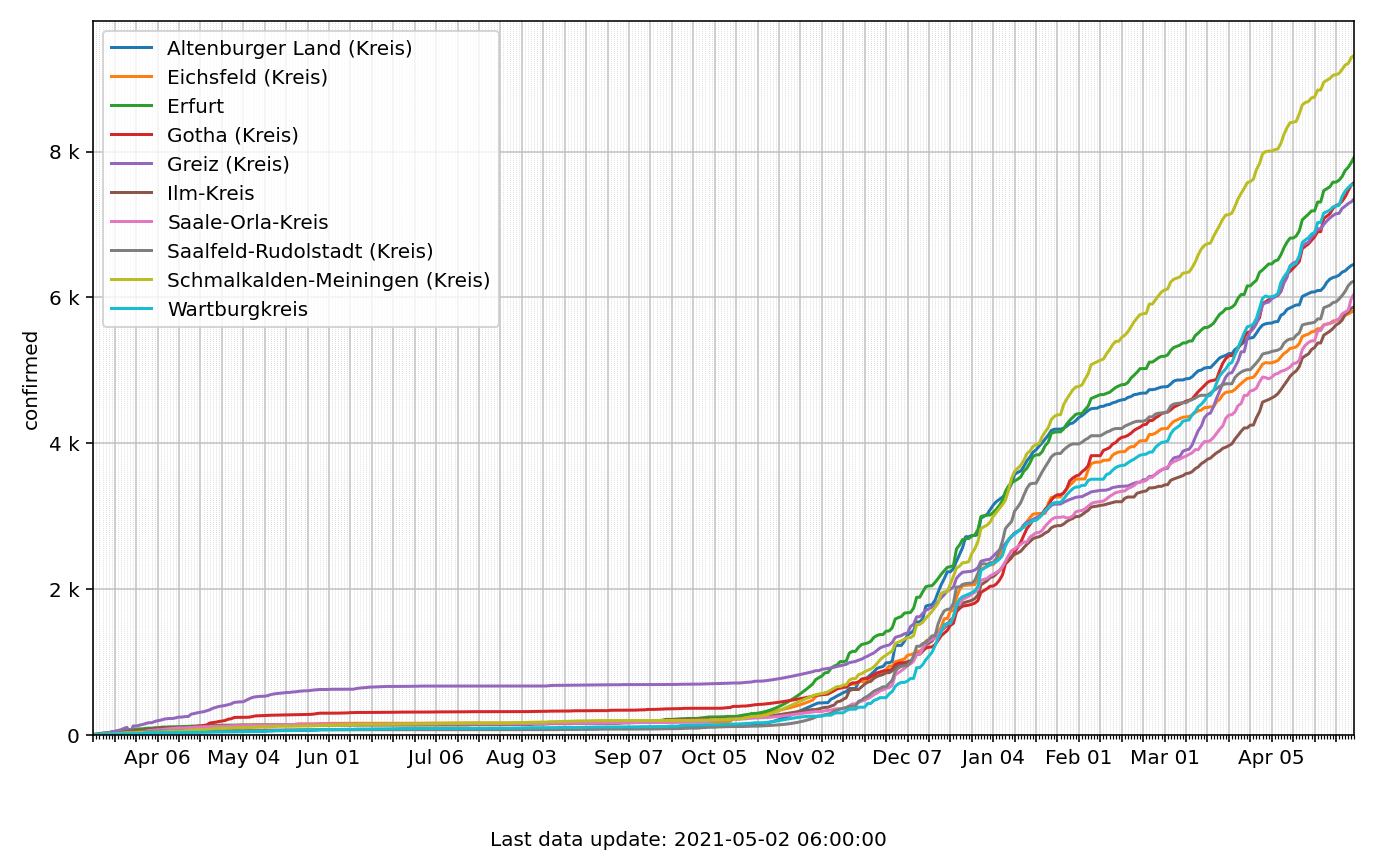 Altenburger Land (Kreis)
Eichsfeld (Kreis)
Erfurt
Gotha (Kreis)
Greiz (Kreis)
Ilm-Kreis
Saale-Orla-Kreis
Saalfeld-Rudolstadt (Kreis)
Schmalkalden-Meiningen (Kreis)
Wartburgkreis
8 k
6 k
4 k
2 k
0
confirmed
Apr 06 May 04 Jun 01 Jul 06 Aug 03 Sep 07 Oct 05 Nov 02 Dec 07 Jan 04 Feb 01 Mar 01 Apr 05
Last data update: 2021-05-02 06:00:00